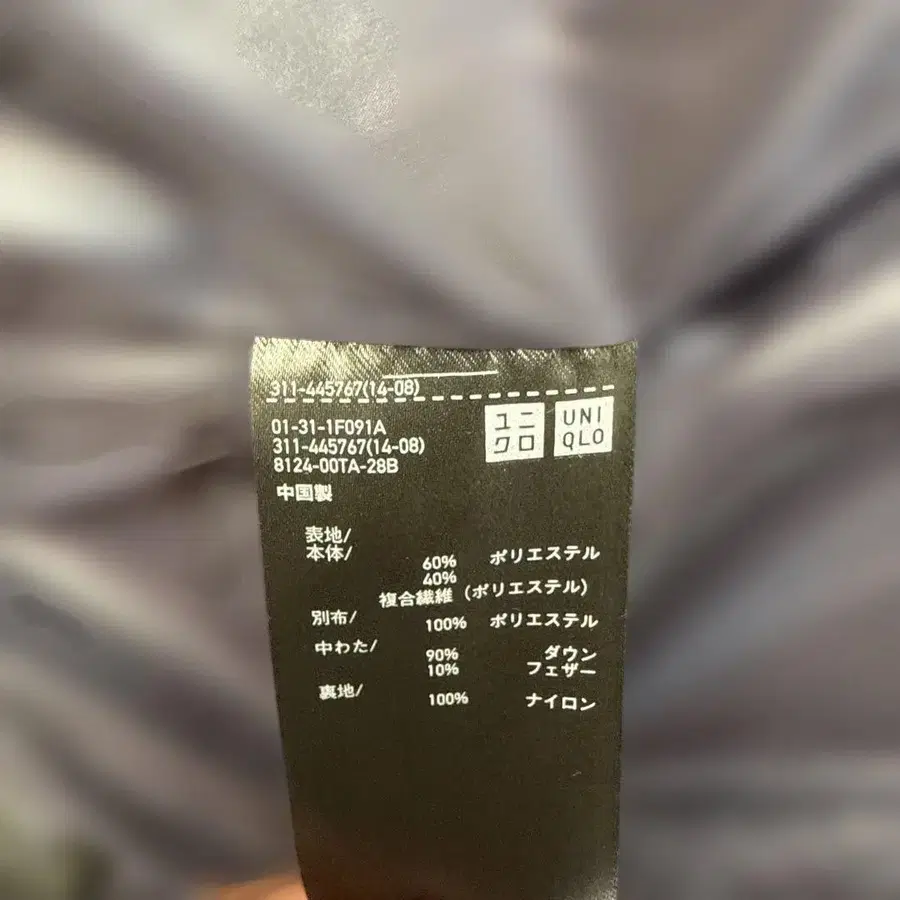 311-445767(14-08)
01-31-1F091A
311-445767(14-08)
8124-00TA-28B
ユニクロ
UNIQLO
中国製
表地/
本体/
60% ポリエステル
40%
複合繊維 (ポリエステル)
別布/ 100% ポリエステル
中わた/ 90% ダウン
10% フェザー
裏地/ 100% ナイロン